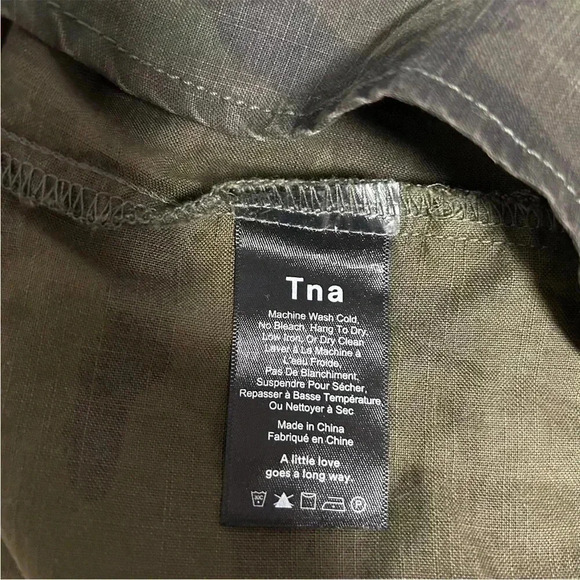 Tna
Machine Wash Cold,
No Bleach, Hang To Dry,
Low Iron, Or Dry Clean
Laver à La Machine à
L'eau Froide,
Pas De Blanchiment,
Suspendre Pour Sécher,
Repasser à Basse Température,
Ou Nettoyer à Sec
Made in China
Fabriqué en Chine
A little love
goes a long way.